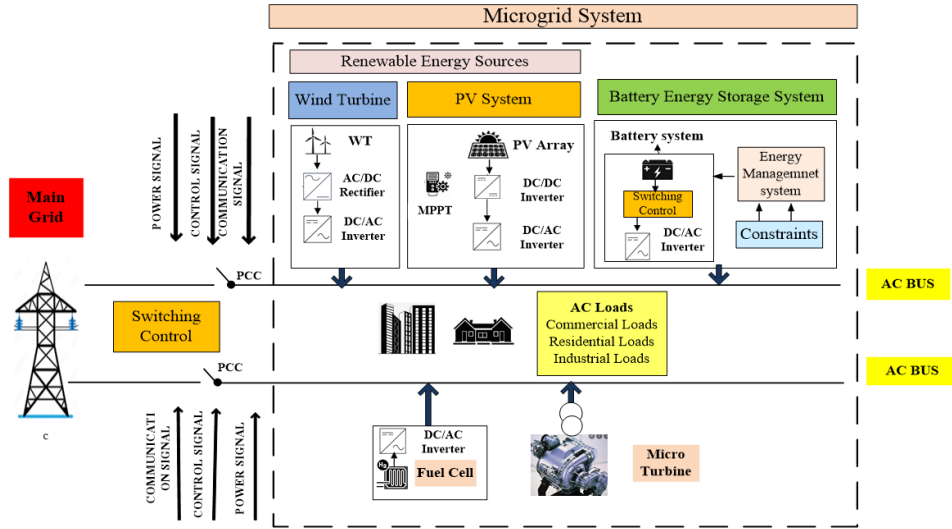 Microgrid System
Renewable Energy Sources
Wind Turbine
PV System
Battery Energy Storage System
WT
AC/DC
Rectifier
DC/AC
Inverter
PV Array
MPPT
DC/DC
Inverter
DC/AC
Inverter
Battery system
Switching
Control
DC/AC
Inverter
Energy
Managemnet
system
Constraints
POWER SIGNAL
CONTROL SIGNAL
COMMUNICATION
SIGNAL
Main
Grid
PCC
AC BUS
Switching
Control
AC Loads
Commercial Loads
Residential Loads
Industrial Loads
PCC
AC BUS
c
COMMUNICATI
ON SIGNAL
CONTROL SIGNAL
POWER SIGNAL
DC/AC
Inverter
H2
Fuel Cell
Micro
Turbine